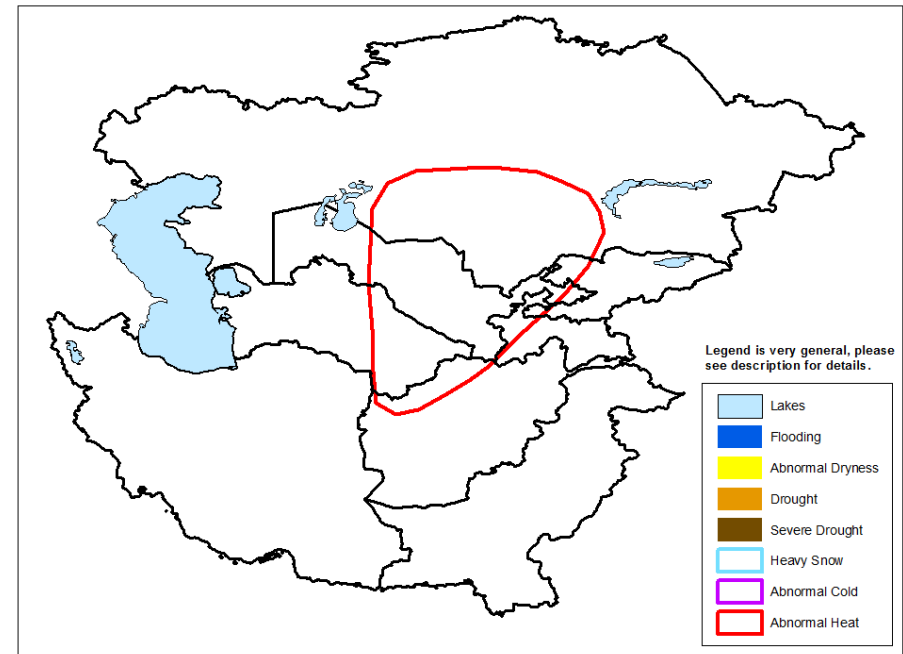 Legend is very general, please
see description for details.
Lakes
Flooding
Abnormal Dryness
Drought
Severe Drought
Heavy Snow
Abnormal Cold
Abnormal Heat